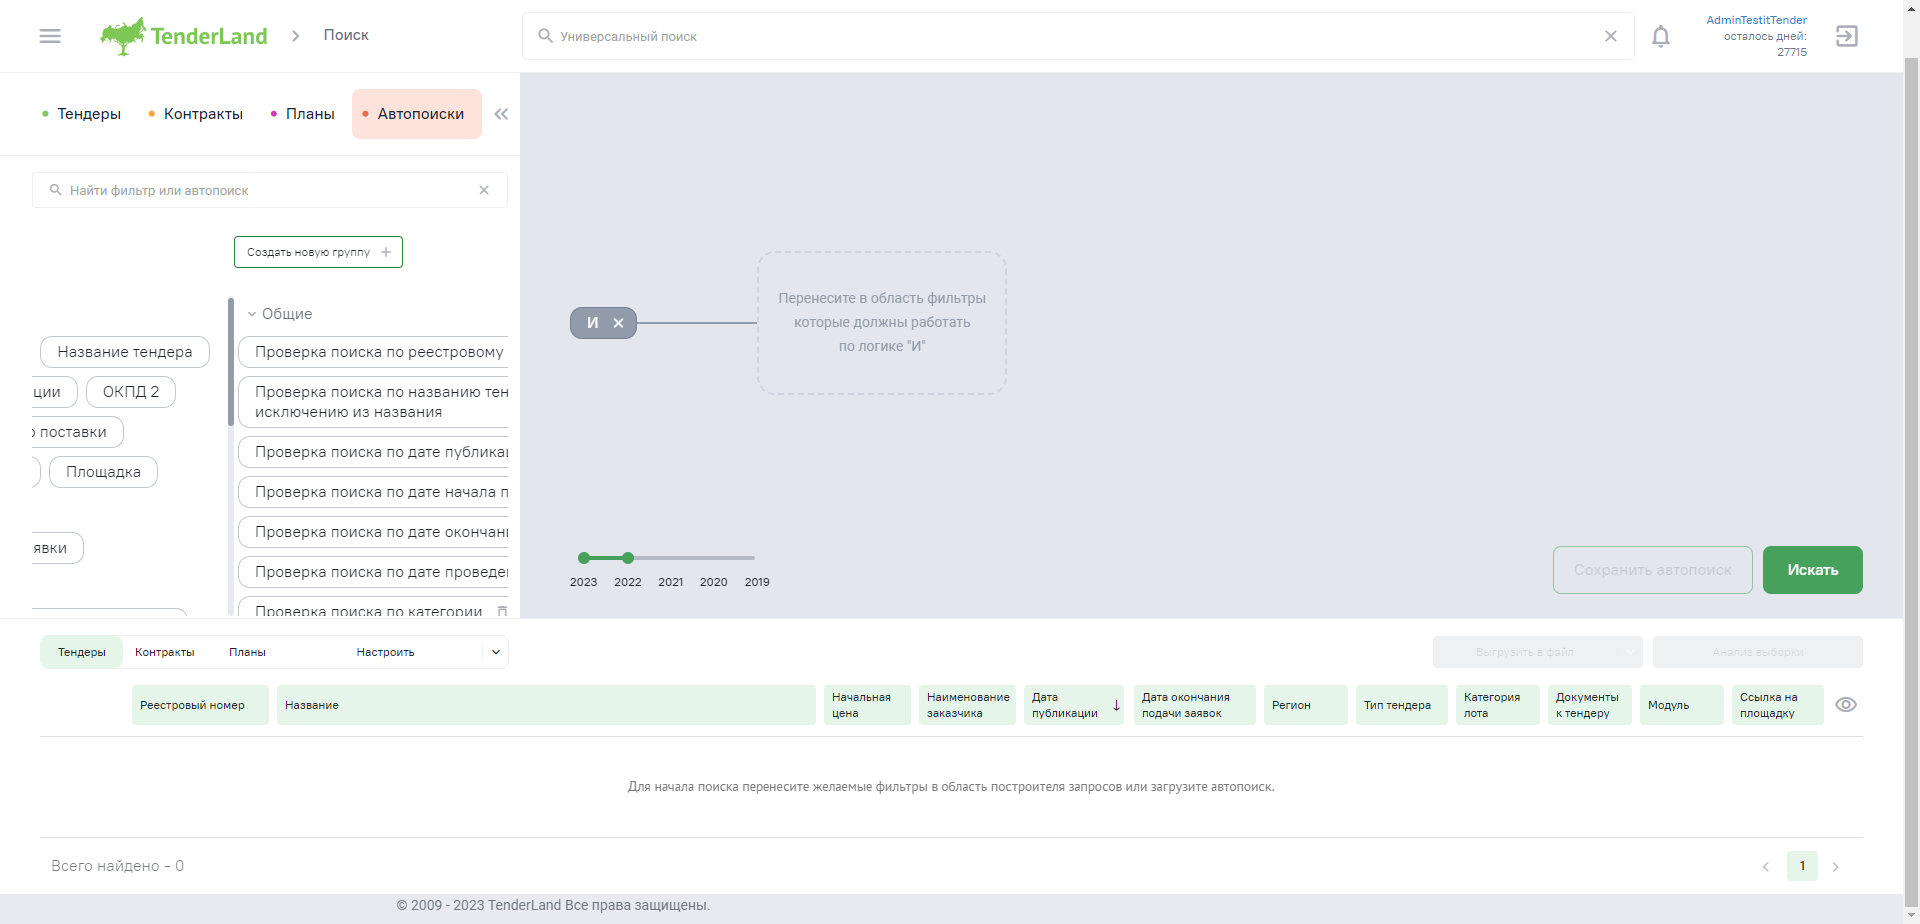 TenderLand
Поиск
Универсальный поиск
AdminTestitTender
осталось дней:
27715
Тендеры
Контракты
Планы
Автопоиски
Найти фильтр или автопоиск
Создать новую группу
Общие
Название тендера
ции
ОКПД 2
о поставки
Площадка
явки
Проверка поиска по реестровому
Проверка поиска по названию тен
исключению из названия
Проверка поиска по дате публика
Проверка поиска по дате начала п
Проверка поиска по дате окончан
Проверка поиска по дате проведе
Проверка поиска по категории
И
Перенесите в область фильтры
которые должны работать
по логике "И"
2023 2022 2021 2020 2019
Сохранить автопоиск
Искать
Тендеры
Контракты
Планы
Настроить
Выгрузить в файл
Анализ выборки
Реестровый номер
Название
Начальная
цена
Наименование
заказчика
Дата
публикации
Дата окончания
подачи заявок
Регион
Тип тендера
Категория
лота
Документы
к тендеру
Модуль
Ссылка на
площадку
Для начала поиска перенесите желаемые фильтры в область построителя запросов или загрузите автопоиск.
Всего найдено - 0
1
© 2009 - 2023 TenderLand Все права защищены.